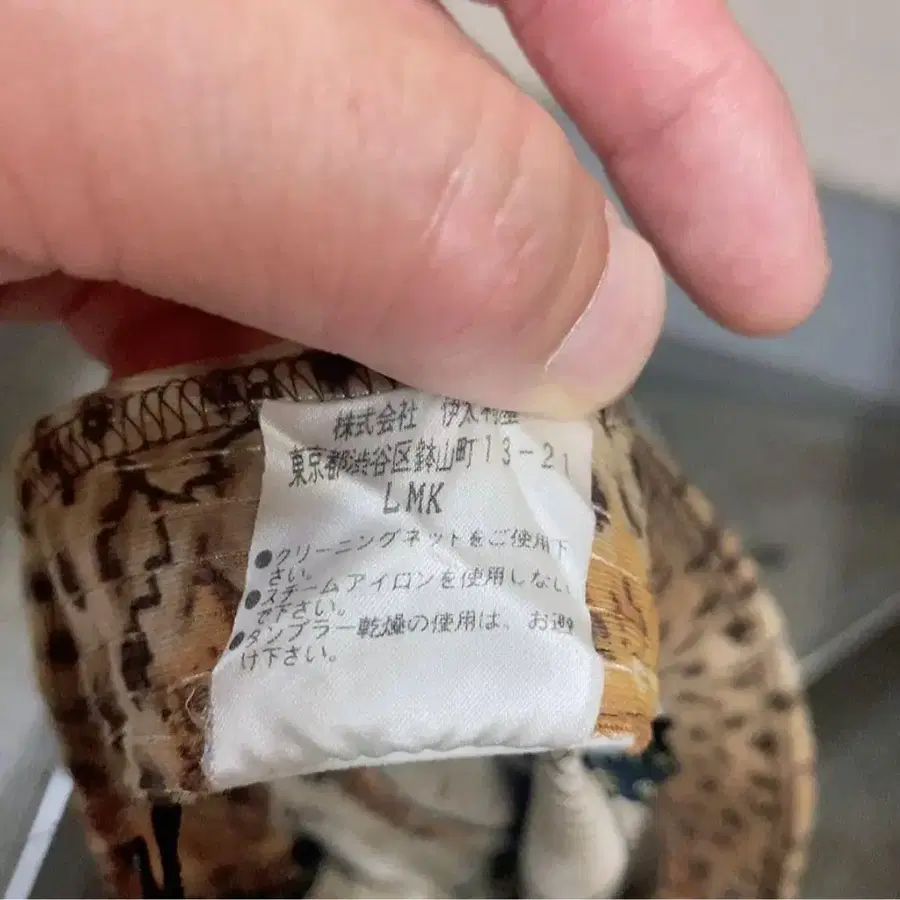 株式会社 伊太利屋
東京都渋谷区鉢山町13-21
LMK
●クリーニングネットをご使用下
さい。
●スチームアイロンを使用しない
で下さい。
●タンブラー乾燥の使用は、お避
け下さい。